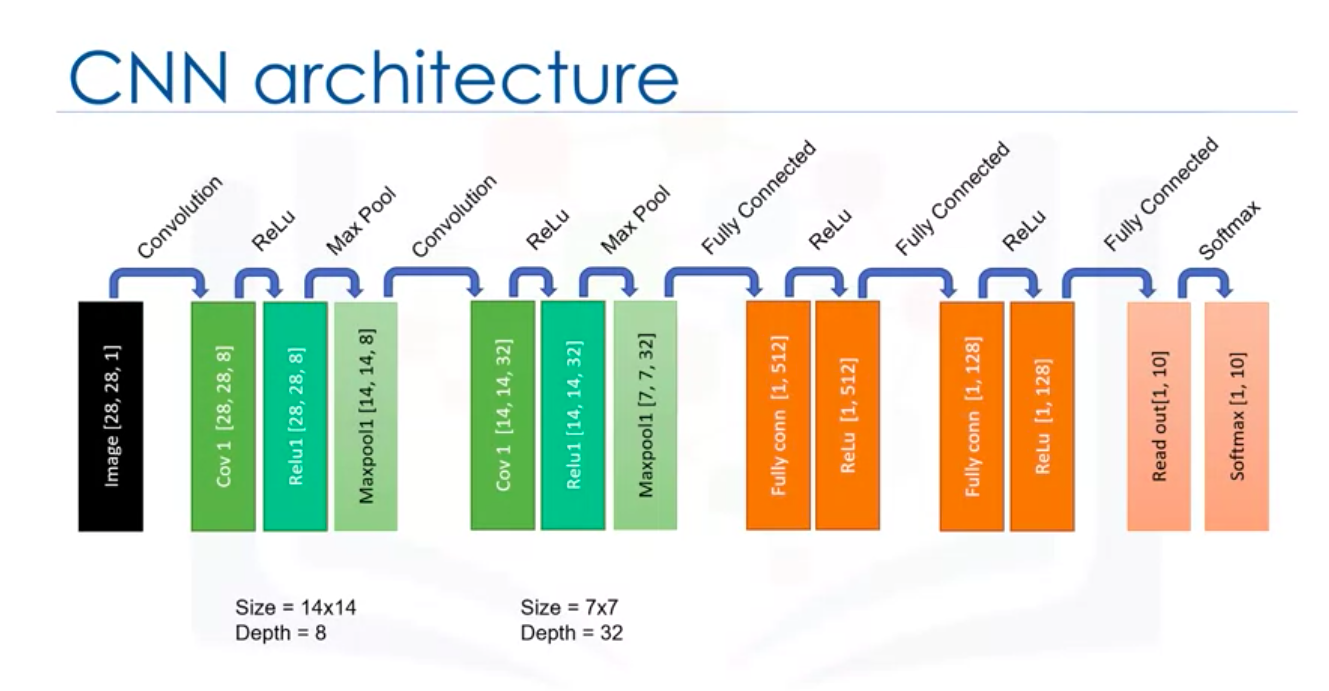 CNN architecture
Convolution
ReLu
Max Pool
Convolution
ReLu
Max Pool
Fully Connected
ReLu
Fully Connected
ReLu
Fully Connected
Softmax
Image [28, 28, 1]
Cov 1 [28, 28, 8]
Relu1 [28, 28, 8]
Maxpool1 [14, 14, 8]
Cov 1 [14, 14, 32]
Relu1 [14, 14, 32]
Maxpool1 [7, 7, 32]
Fully conn [1, 512]
ReLu [1, 512]
Fully conn [1, 128]
ReLu [1, 128]
Read out[1, 10]
Softmax [1, 10]
Size = 14x14
Depth = 8
Size = 7x7
Depth = 32